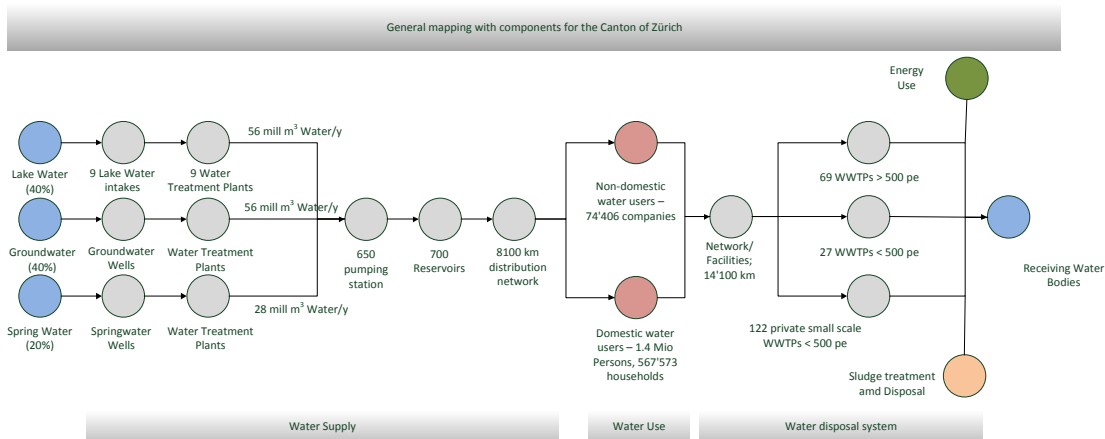 General mapping with components for the Canton of Zürich
Energy
Use
56 mill m³ Water/y
Lake Water
(40%)
9 Lake Water
intakes
9 Water
Treatment Plants
56 mill m³ Water/y
Groundwater
(40%)
Groundwater
Wells
Water Treatment
Plants
28 mill m³ Water/y
Spring Water
(20%)
Springwater
Wells
Water Treatment
Plants
650
pumping
station
700
Reservoirs
8100 km
distribution
network
Non-domestic
water users –
74'406 companies
Domestic water
users – 1.4 Mio
Persons, 567'573
households
Network/
Facilities;
14'100 km
69 WWTPs > 500 pe
27 WWTPs < 500 pe
122 private small scale
WWTPs < 500 pe
Receiving Water
Bodies
Sludge treatment
amd Disposal
Water Supply
Water Use
Water disposal system